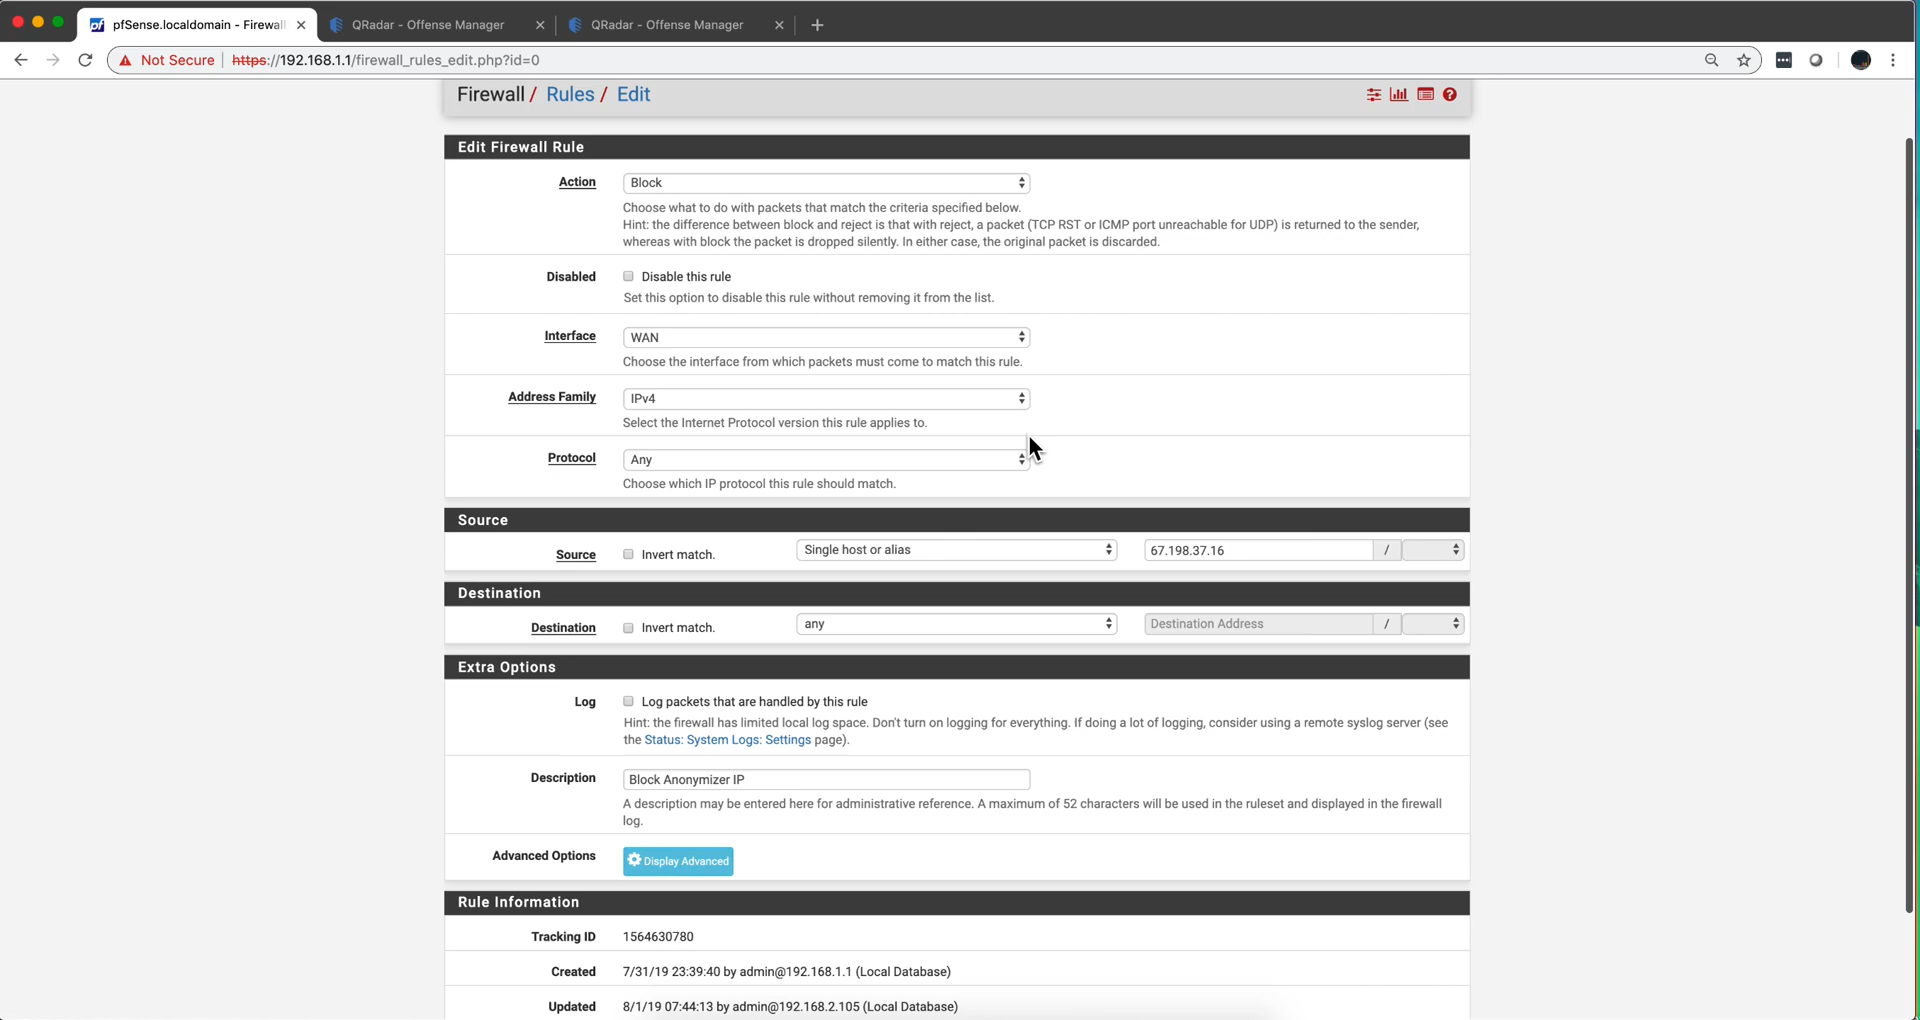 pfSense.localdomain - Firewall
QRadar - Offense Manager
QRadar - Offense Manager
Not Secure
https://192.168.1.1/firewall_rules_edit.php?id=0
Firewall / Rules / Edit
Edit Firewall Rule
Action
Block
Choose what to do with packets that match the criteria specified below.
Hint: the difference between block and reject is that with reject, a packet (TCP RST or ICMP port unreachable for UDP) is returned to the sender,
whereas with block the packet is dropped silently. In either case, the original packet is discarded.
Disabled
Disable this rule
Set this option to disable this rule without removing it from the list.
Interface
WAN
Choose the interface from which packets must come to match this rule.
Address Family
IPv4
Select the Internet Protocol version this rule applies to.
Protocol
Any
Choose which IP protocol this rule should match.
Source
Source
Invert match.
Single host or alias
67.198.37.16
/
Destination
Destination
Invert match.
any
Destination Address
/
Extra Options
Log
Log packets that are handled by this rule
Hint: the firewall has limited local log space. Don't turn on logging for everything. If doing a lot of logging, consider using a remote syslog server (see
the Status: System Logs: Settings page).
Description
Block Anonymizer IP
A description may be entered here for administrative reference. A maximum of 52 characters will be used in the ruleset and displayed in the firewall
log.
Advanced Options
Display Advanced
Rule Information
Tracking ID
1564630780
Created
7/31/19 23:39:40 by admin@192.168.1.1 (Local Database)
Updated
8/1/19 07:44:13 by admin@192.168.2.105 (Local Database)